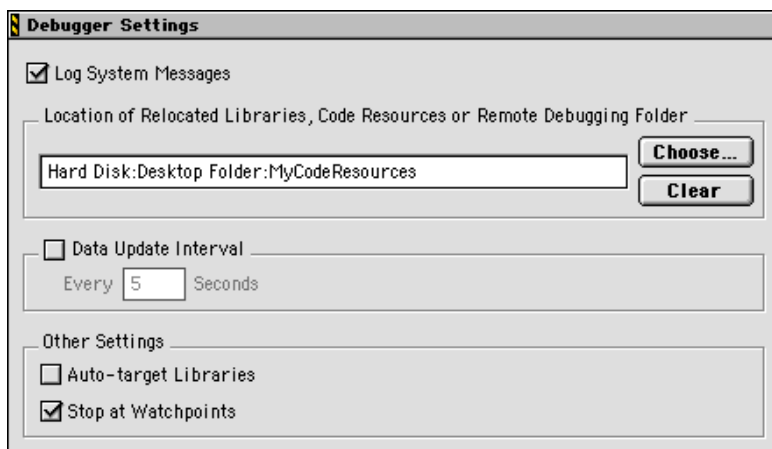 Debugger Settings
Log System Messages
Location of Relocated Libraries, Code Resources or Remote Debugging Folder
Hard Disk:Desktop Folder:MyCodeResources
Choose...
Clear
Data Update Interval
Every 5 Seconds
Other Settings
Auto-target Libraries
Stop at Watchpoints